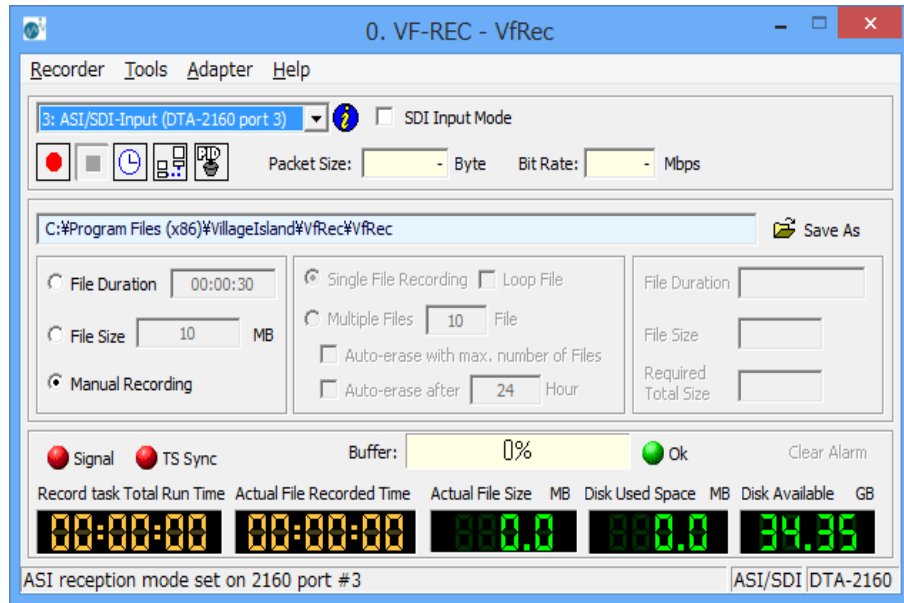 0. VF-REC - VfRec
Recorder Tools Adapter Help
3: ASI/SDI-Input (DTA-2160 port 3) SDI Input Mode
PID
Packet Size: - Byte Bit Rate: - Mbps
C:¥Program Files (x86)¥VillageIsland¥VfRec¥VfRec Save As
File Duration 00:00:30 Single File Recording Loop File File Duration
File Size 10 MB Multiple Files 10 File File Size
Auto-erase with max. number of Files
Manual Recording Auto-erase after 24 Hour Required Total Size
Signal TS Sync Buffer: 0% Ok Clear Alarm
Record task Total Run Time Actual File Recorded Time Actual File Size MB Disk Used Space MB Disk Available GB
00:00:00 00:00:00 0.0 0.0 34.35
ASI reception mode set on 2160 port #3 ASI/SDI DTA-2160